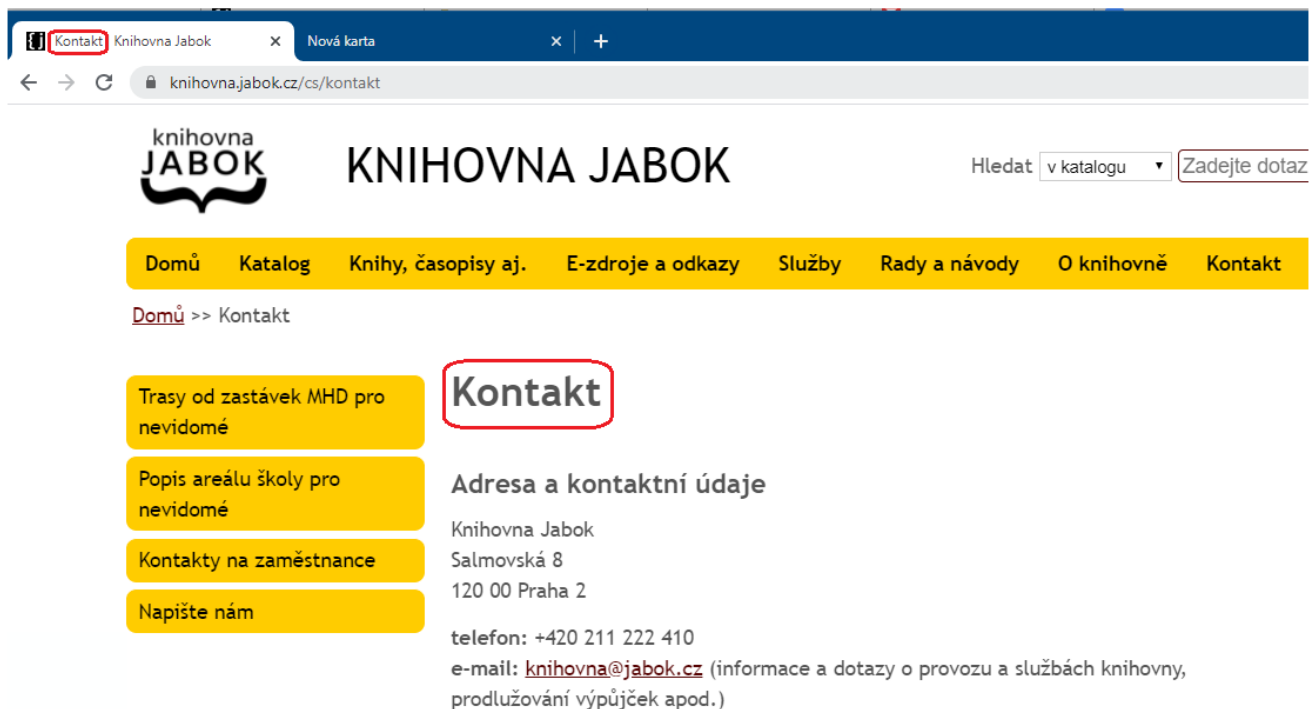 Kontakt Knihovna Jabok
Nová karta
knihovna.jabok.cz/cs/kontakt
knihovna
JABOK
KNIHOVNA JABOK
Hledat v katalogu Zadejte dotaz
Domů Katalog Knihy, časopisy aj. E-zdroje a odkazy Služby Rady a návody O knihovně Kontakt
Domů >> Kontakt
Trasy od zastávek MHD pro
nevidomé
Popis areálu školy pro
nevidomé
Kontakty na zaměstnance
Napište nám
Kontakt
Adresa a kontaktní údaje
Knihovna Jabok
Salmovská 8
120 00 Praha 2
telefon: +420 211 222 410
e-mail: knihovna@jabok.cz (informace a dotazy o provozu a službách knihovny,
prodlužování výpůjček apod.)